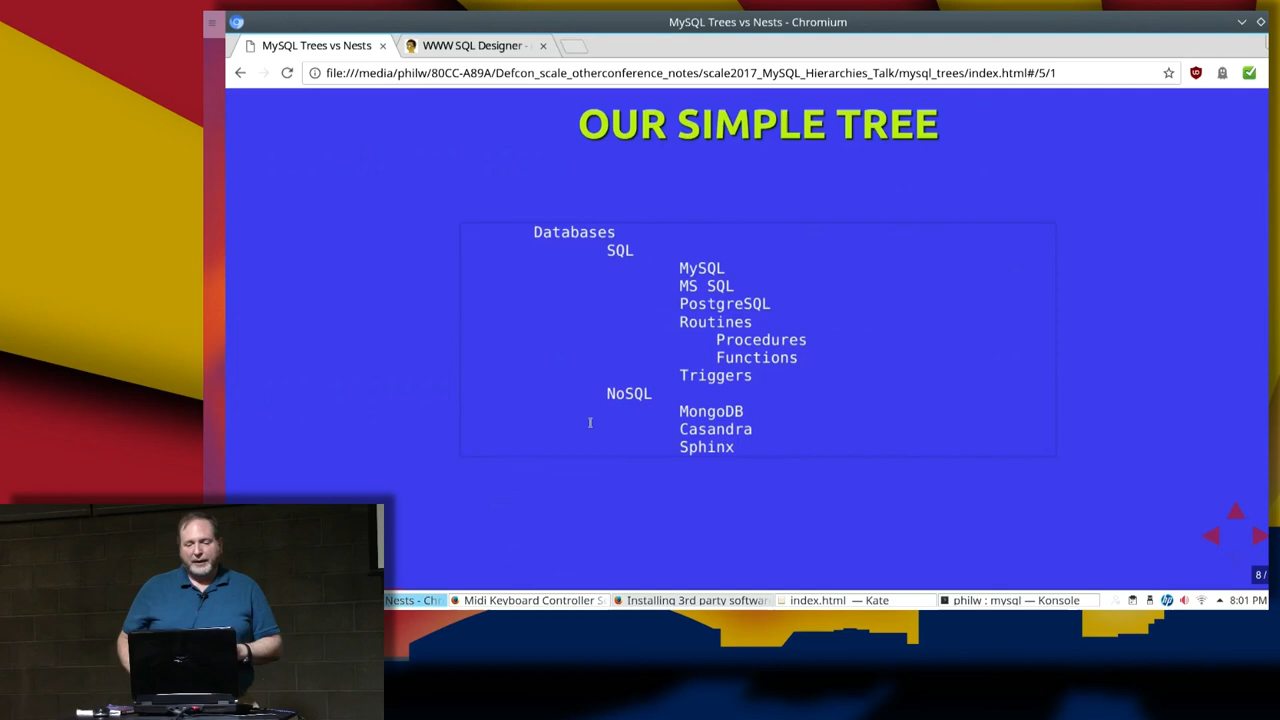 MySQL Trees vs Nests - Chromium
MySQL Trees vs Nests
WWW SQL Designer -
file:///media/philw/80CC-A89A/Defcon_scale_otherconference_notes/scale2017_MySQL_Hierarchies_Talk/mysql_trees/index.html#/5/1
OUR SIMPLE TREE
Databases
SQL
MySQL
MS SQL
PostgreSQL
Routines
Procedures
Functions
Triggers
NoSQL
MongoDB
Casandra
Sphinx
8/
Nests - Chr
Midi Keyboard Controller S
Installing 3rd party softwa
index.html — Kate
philw : mysql — Konsole
hp
8:01 PM